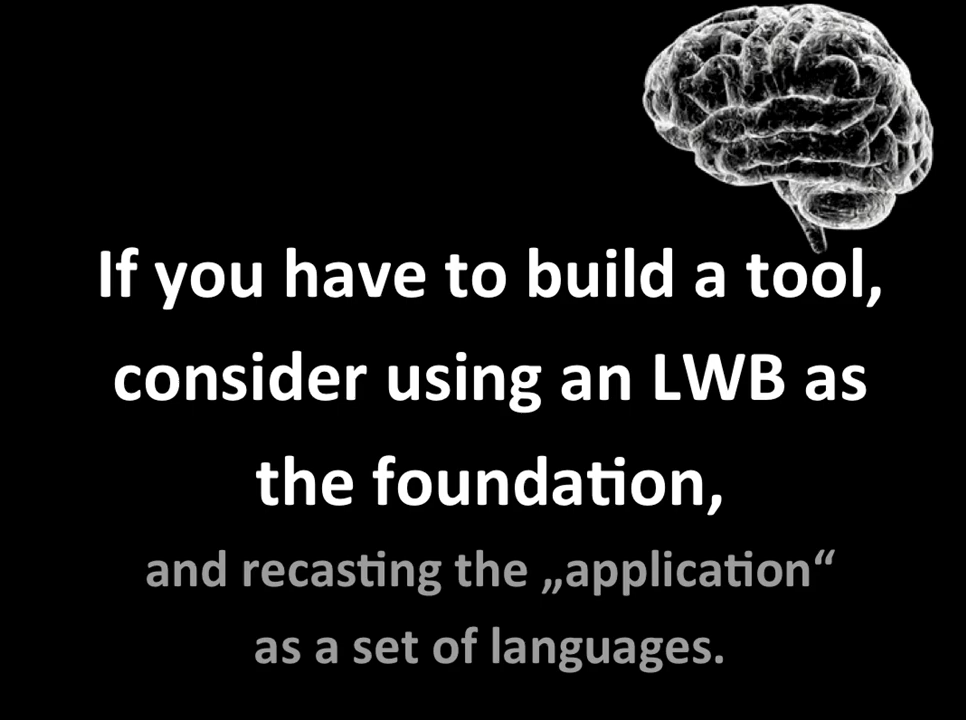 If you have to build a tool,
consider using an LWB as
the foundation,
and recasting the „application“
as a set of languages.